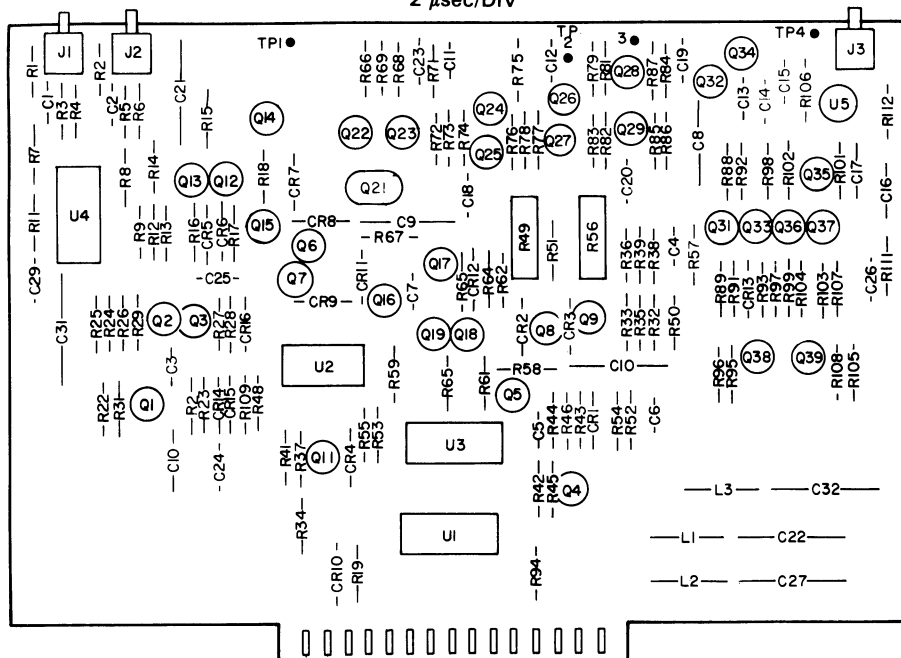 2 μsec/DIV
J1
J2
TP1
TP
2
3
TP4
J3
R1
R2
C1
R3
R4
C2
R5
R6
C21
R15
R66
R69
R68
C23
R71
C11
R75
C12
R79
R81
Q28
R87
R84
C19
Q34
Q32
C13
C14
C15
R106
U5
R112
Q14
Q22
Q23
Q24
Q26
R72
R73
R74
Q25
R76
R78
R77
Q27
R83
R82
Q29
R85
R86
C8
R7
R8
R14
Q13
Q12
R18
CR7
Q21
C18
C20
R88
R92
R98
R102
Q35
R101
C17
C16
U4
R11
R9
R12
R13
R16
CR5
CR6
R17
Q15
CR8
C9
R67
R49
R51
R56
R36
R39
R38
C4
R57
Q31
Q33
Q36
Q37
C29
C25
Q6
Q7
CR9
CR11
Q16
C7
Q17
R65
CR12
R64
R62
R89
R91
CR13
R93
R97
R99
R104
R103
R107
C26
R111
C31
R25
R24
R26
R29
Q2
Q3
R27
R28
CR16
Q19
Q18
CR2
Q8
CR3
Q9
R33
R35
R32
R50
C3
U2
R59
R65
R61
R58
C10
R96
R95
Q38
Q39
R108
R105
R22
R31
Q1
R2
R23
CR14
CR15
R109
R48
Q5
C10
C24
R41
R37
Q11
CR4
R55
R53
U3
C5
R44
R46
R43
CR1
R54
R52
C6
R42
R45
Q4
L3
C32
R34
U1
L1
C22
CR10
R19
R94
L2
C27